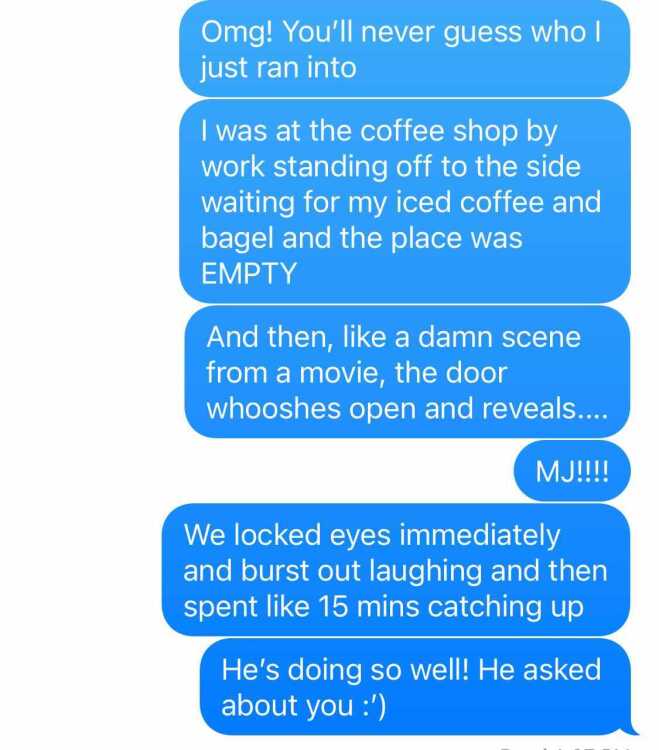 Omg! You’ll never guess who I
just ran into
I was at the coffee shop by
work standing off to the side
waiting for my iced coffee and
bagel and the place was
EMPTY
And then, like a damn scene
from a movie, the door
whooshes open and reveals....
MJ!!!!
We locked eyes immediately
and burst out laughing and then
spent like 15 mins catching up
He’s doing so well! He asked
about you :’)